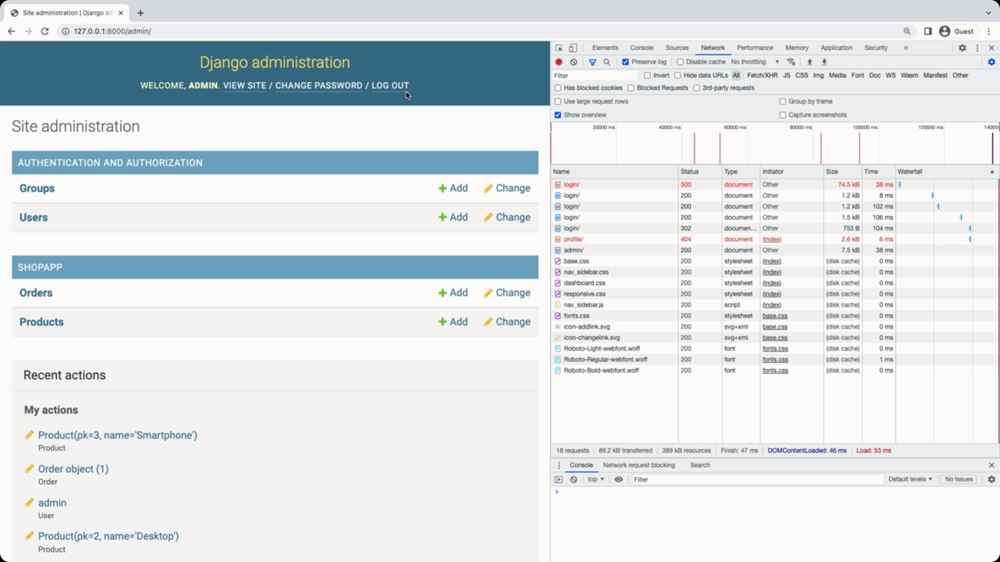 Site administration | Django sit
127.0.0.1:8000/admin/
Guest
Django administration
WELCOME, ADMIN. VIEW SITE / CHANGE PASSWORD / LOG OUT
Site administration
AUTHENTICATION AND AUTHORIZATION
Groups Add Change
Users Add Change
SHOPAPP
Orders Add Change
Products Add Change
Recent actions
My actions
Product(pk=3, name='Smartphone')
Product
Order object (1)
Order
admin
User
Product(pk=2, name='Desktop')
Product
Elements Console Sources Network Performance Memory Application Security »
Preserve log Disable cache No throttling
Filter Invert Hide data URLs All Fetch/XHR JS CSS Img Media Font Doc WS Wasm Manifest Other
Has blocked cookies Blocked Requests 3rd-party requests
Use large request rows Group by frame
Show overview Capture screenshots
20000 ms 40000 ms 60000 ms 80000 ms 100000 ms 120000 ms 14000
Name Status Type Initiator Size Time Waterfall
login/ 500 document Other 74.5 kB 38 ms
login/ 200 document Other 1.2 kB 8 ms
login/ 200 document Other 1.2 kB 102 ms
login/ 200 document Other 1.5 kB 106 ms
login/ 302 documen... Other 753 B 104 ms
profile/ 404 document (index) 2.6 kB 6 ms
admin/ 200 document Other 7.5 kB 38 ms
base.css 200 stylesheet (index) (disk cache) 0 ms
nav_sidebar.css 200 stylesheet (index) (disk cache) 0 ms
dashboard.css 200 stylesheet (index) (disk cache) 0 ms
responsive.css 200 stylesheet (index) (disk cache) 0 ms
nav_sidebar.js 200 script (index) (disk cache) 0 ms
fonts.css 200 stylesheet base.css (disk cache) 0 ms
icon-addlink.svg 200 svg+xml base.css (disk cache) 0 ms
icon-changelink.svg 200 svg+xml base.css (disk cache) 0 ms
Roboto-Light-webfont.woff 200 font fonts.css (disk cache) 0 ms
Roboto-Regular-webfont.woff 200 font fonts.css (disk cache) 1 ms
Roboto-Bold-webfont.woff 200 font fonts.css (disk cache) 0 ms
18 requests 89.2 kB transferred 389 kB resources Finish: 47 ms DOMContentLoaded: 46 ms Load: 53 ms
Console Network request blocking Search
top Filter Default levels No Issues